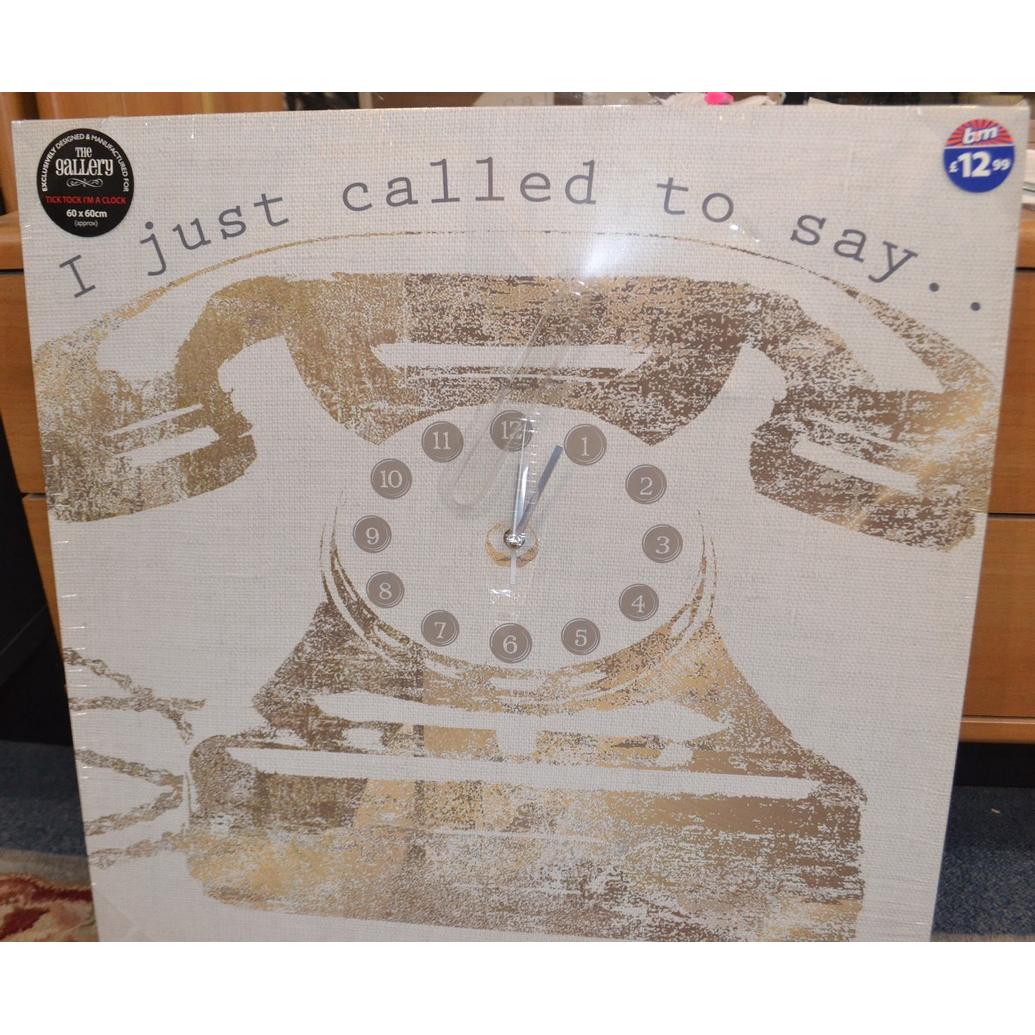 EXCLUSIVELY DESIGNED & MANUFACTURED FOR
THE
gallery
TICK TOCK I'M A CLOCK
60 x 60cm
(approx)
bm
£12.99
I just called to say..
12
1
2
3
4
5
6
7
8
9
10
11